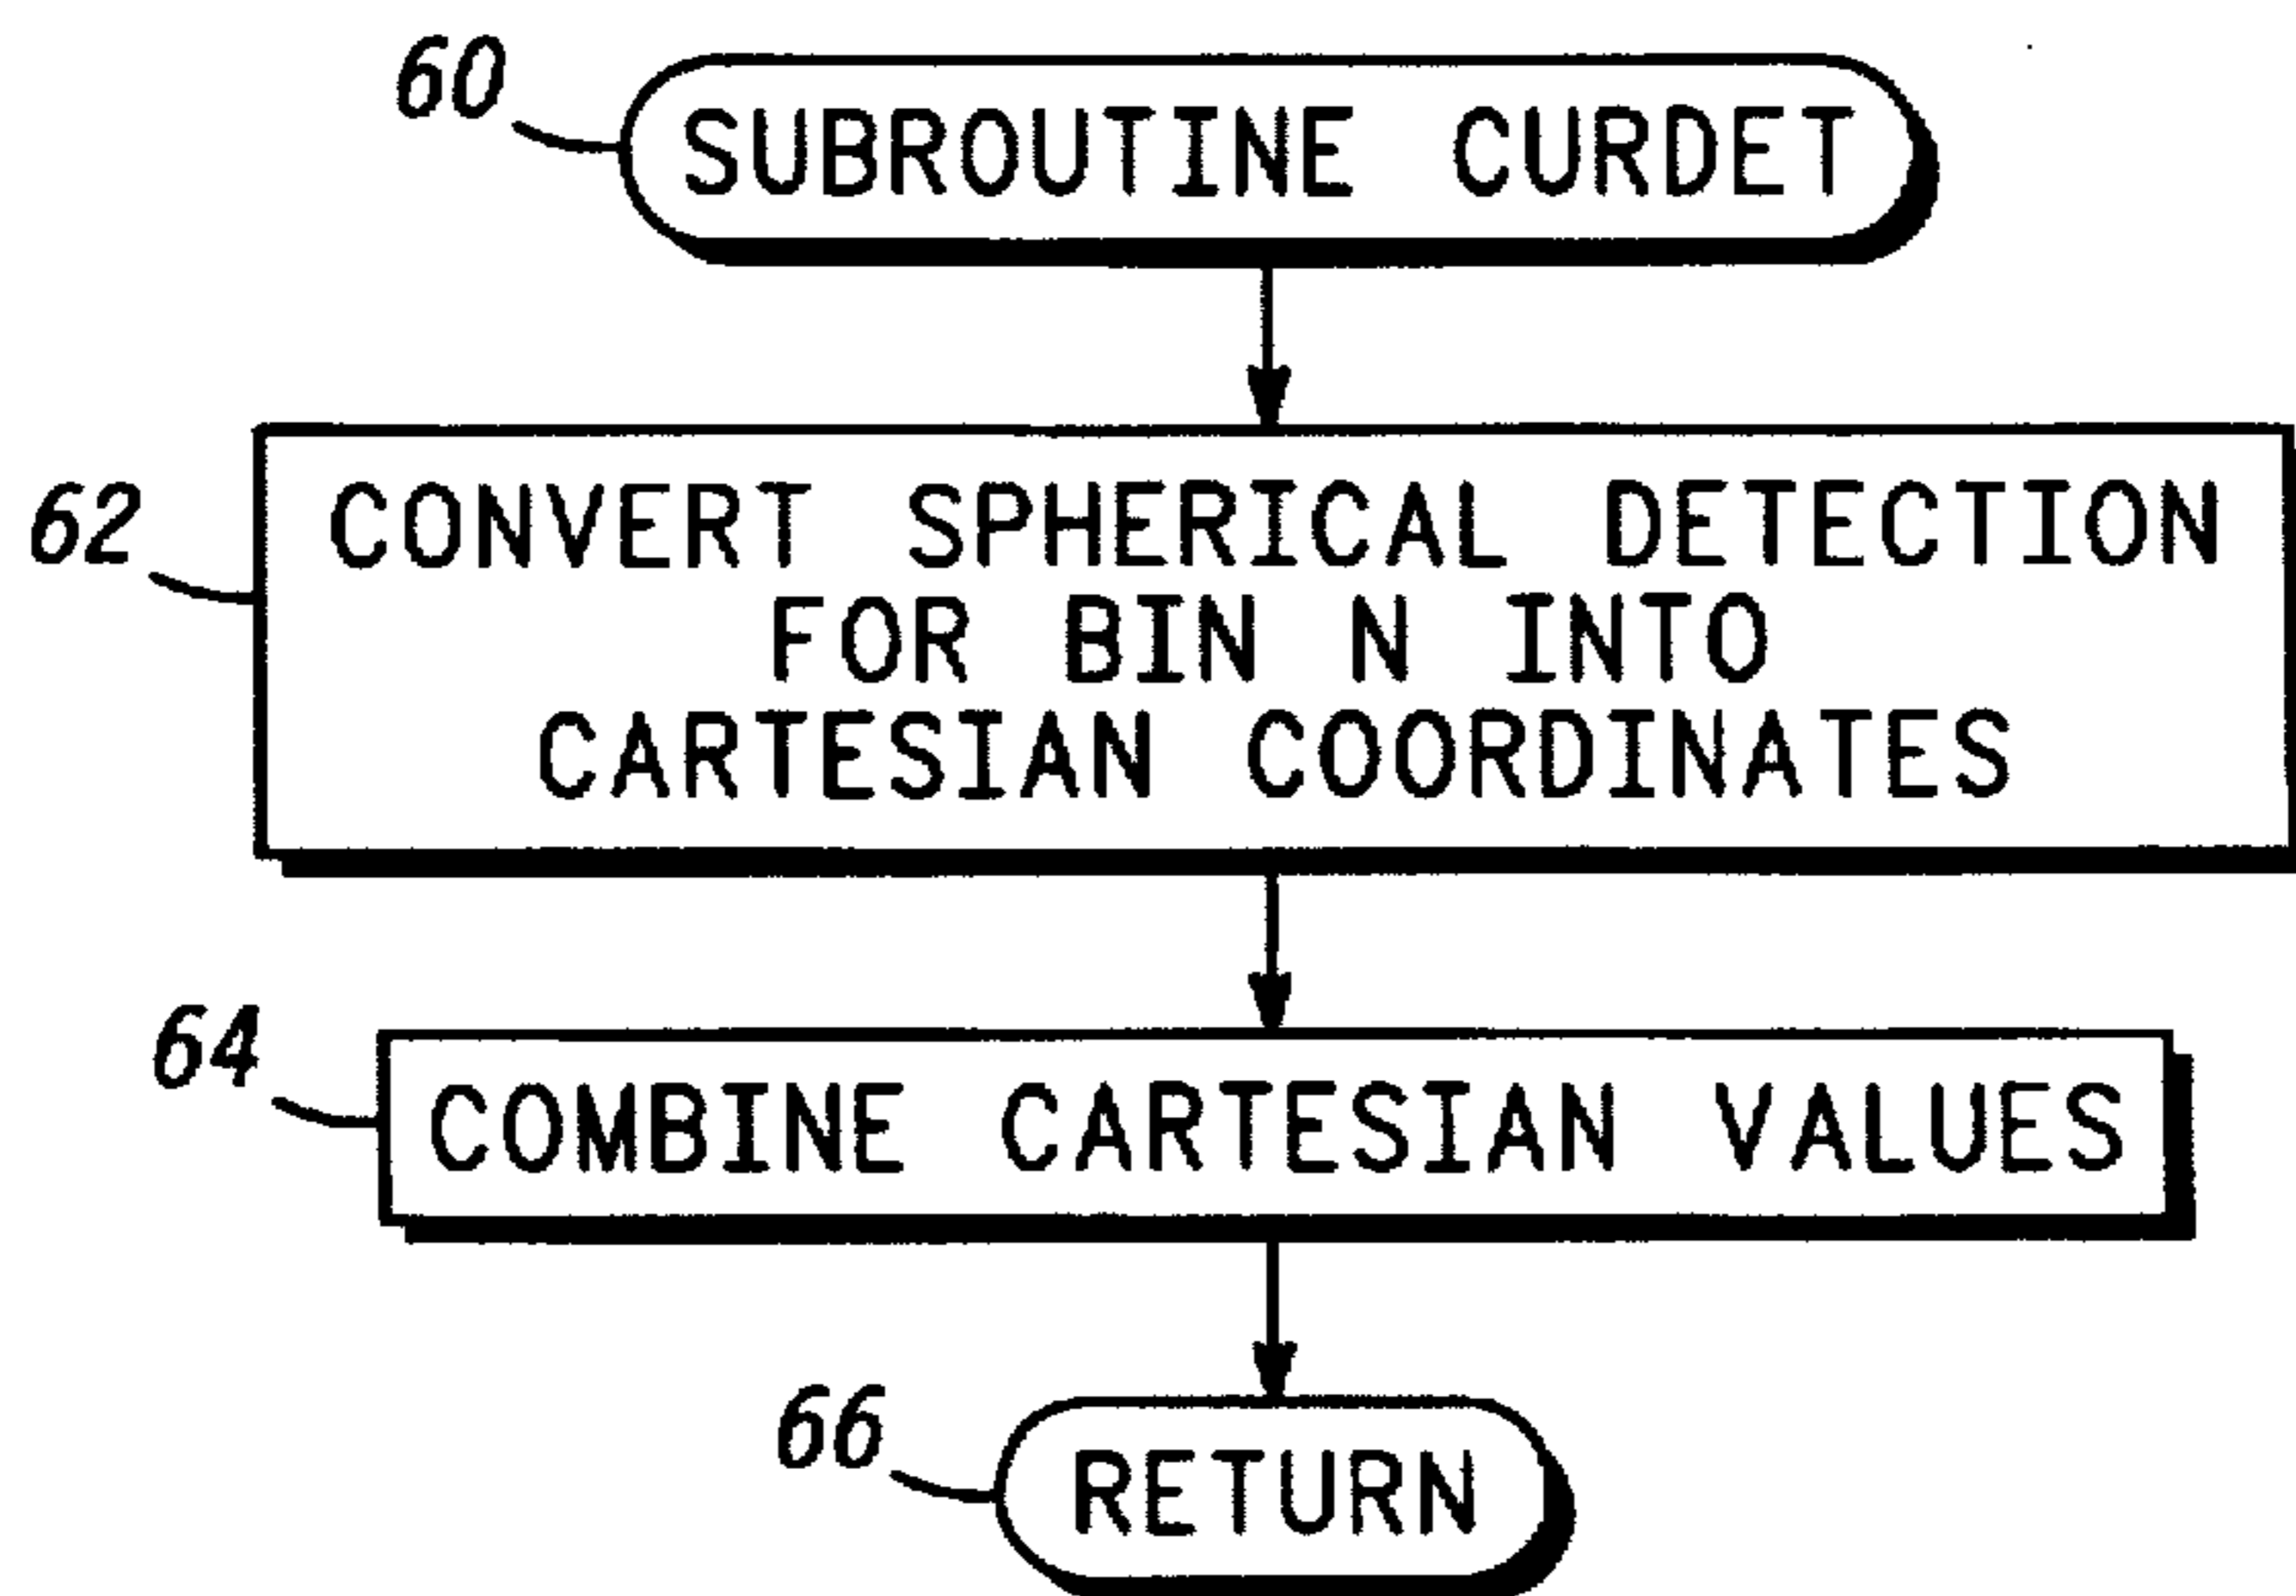 60
SUBROUTINE CURDET
62
CONVERT SPHERICAL DETECTION
FOR BIN N INTO
CARTESIAN COORDINATES
64
COMBINE CARTESIAN VALUES
66
RETURN